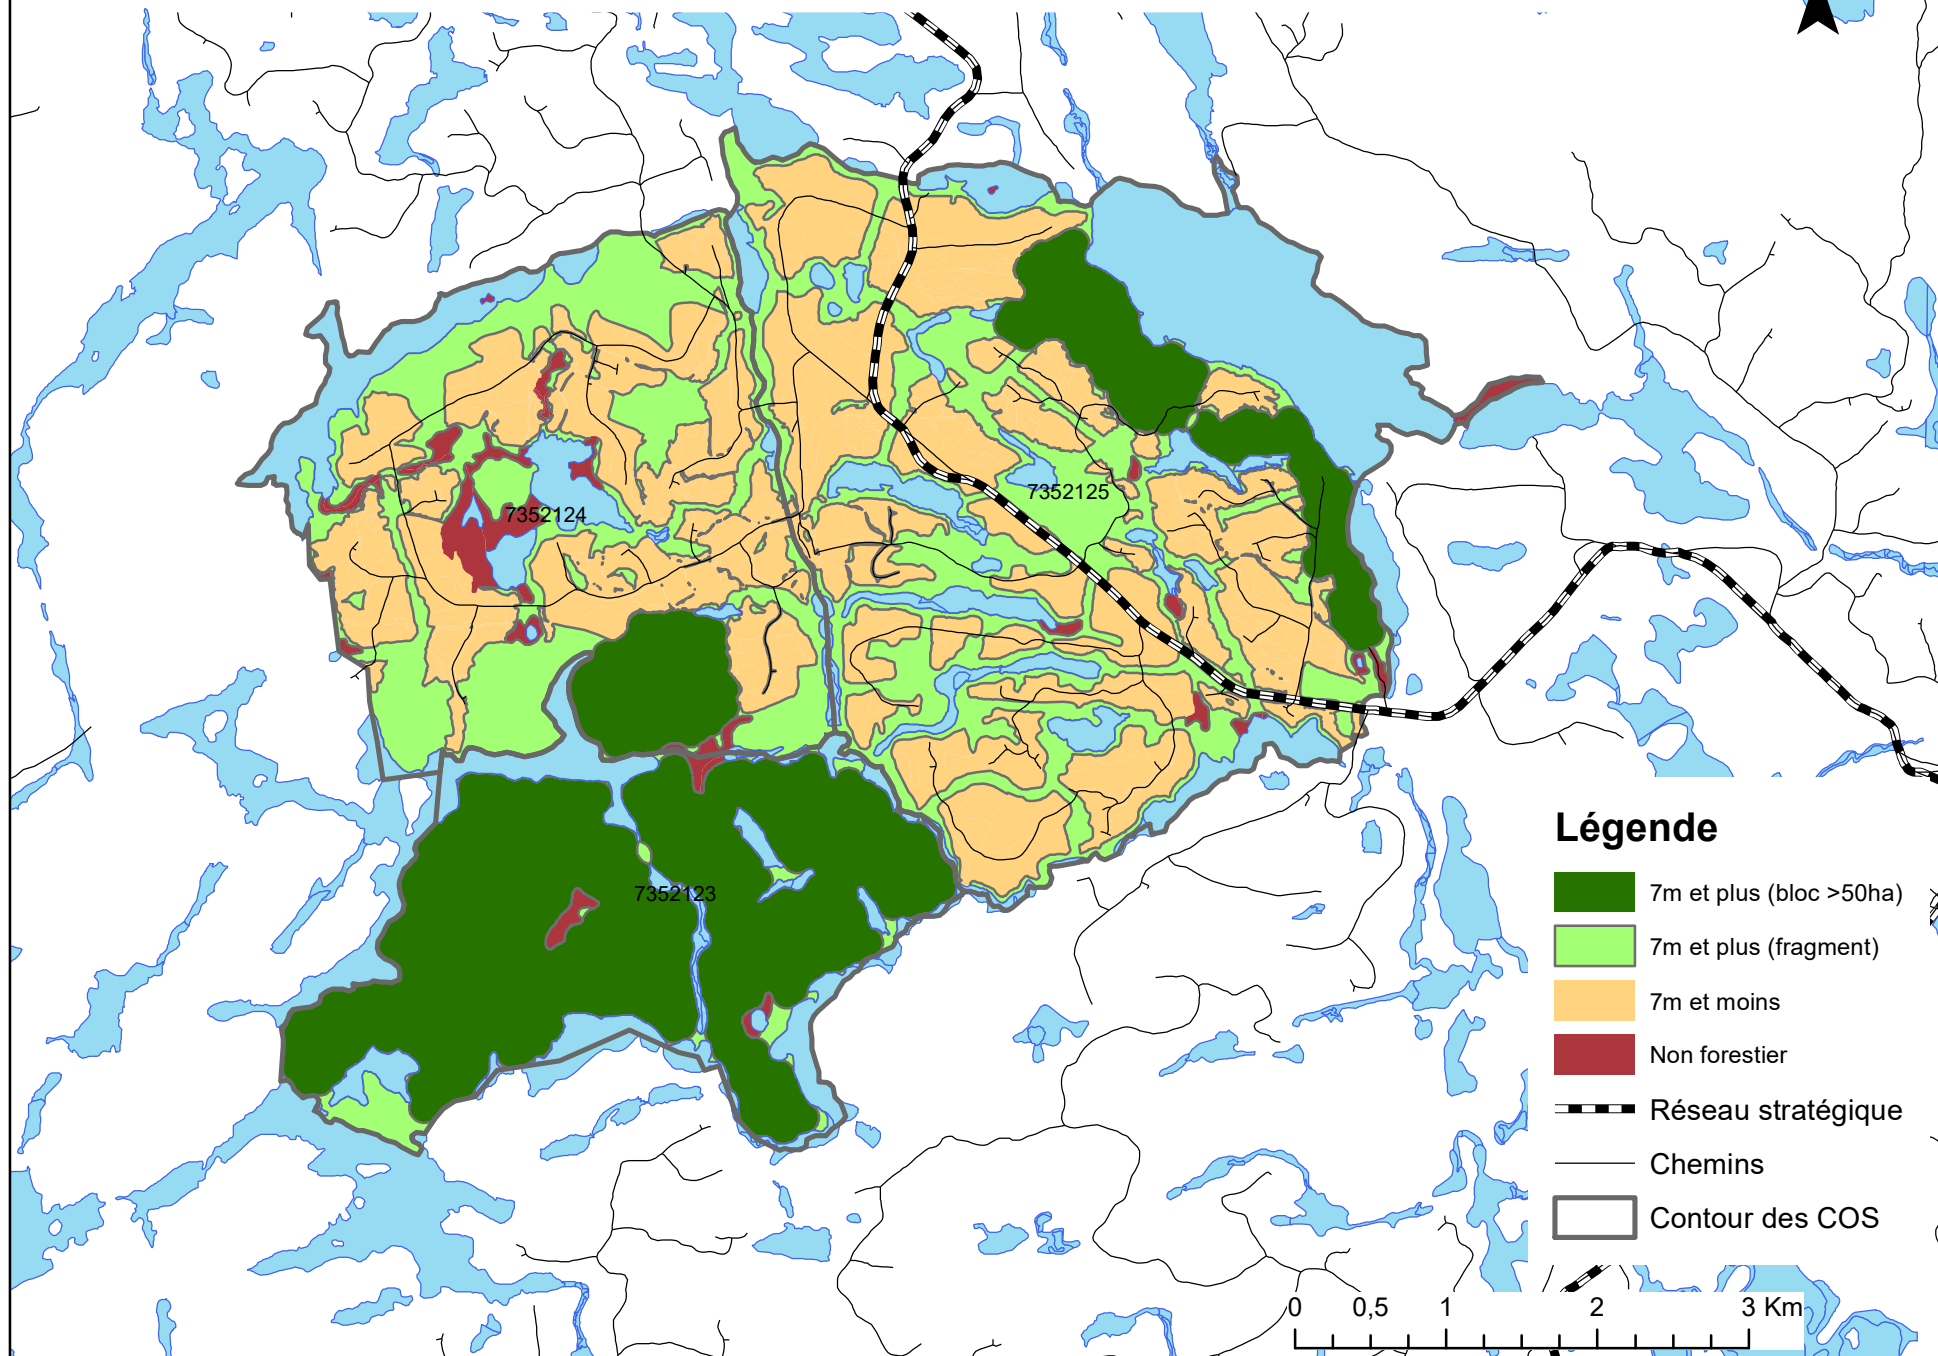 7352125
7352124
7352123
Légende
7m et plus (bloc >50ha)
7m et plus (fragment)
7m et moins
Non forestier
Réseau stratégique
Chemins
Contour des COS
0 0,5 1 2 3 Km